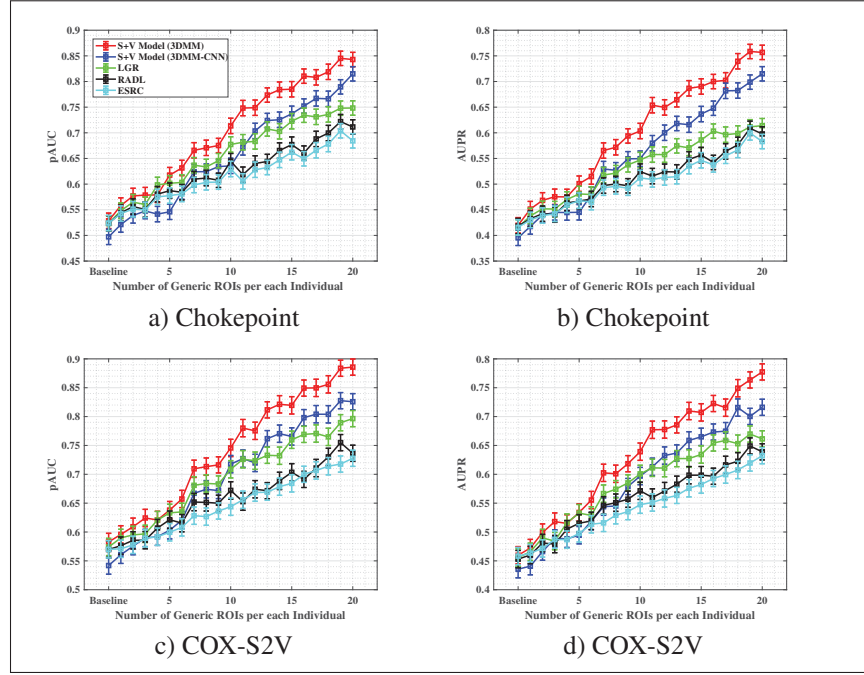 0.9
0.85
0.8
0.75
0.7
0.65
0.6
0.55
0.5
0.45
pAUC
S+V Model (3DMM)
S+V Model (3DMM-CNN)
LGR
RADL
ESRC
Baseline 5 10 15 20
Number of Generic ROIs per each Individual
a) Chokepoint
0.8
0.75
0.7
0.65
0.6
0.55
0.5
0.45
0.4
0.35
AUPR
Baseline 5 10 15 20
Number of Generic ROIs per each Individual
b) Chokepoint
0.9
0.85
0.8
0.75
0.7
0.65
0.6
0.55
0.5
pAUC
Baseline 5 10 15 20
Number of Generic ROIs per each Individual
c) COX-S2V
0.8
0.75
0.7
0.65
0.6
0.55
0.5
0.45
0.4
AUPR
Baseline 5 10 15 20
Number of Generic ROIs per each Individual
d) COX-S2V